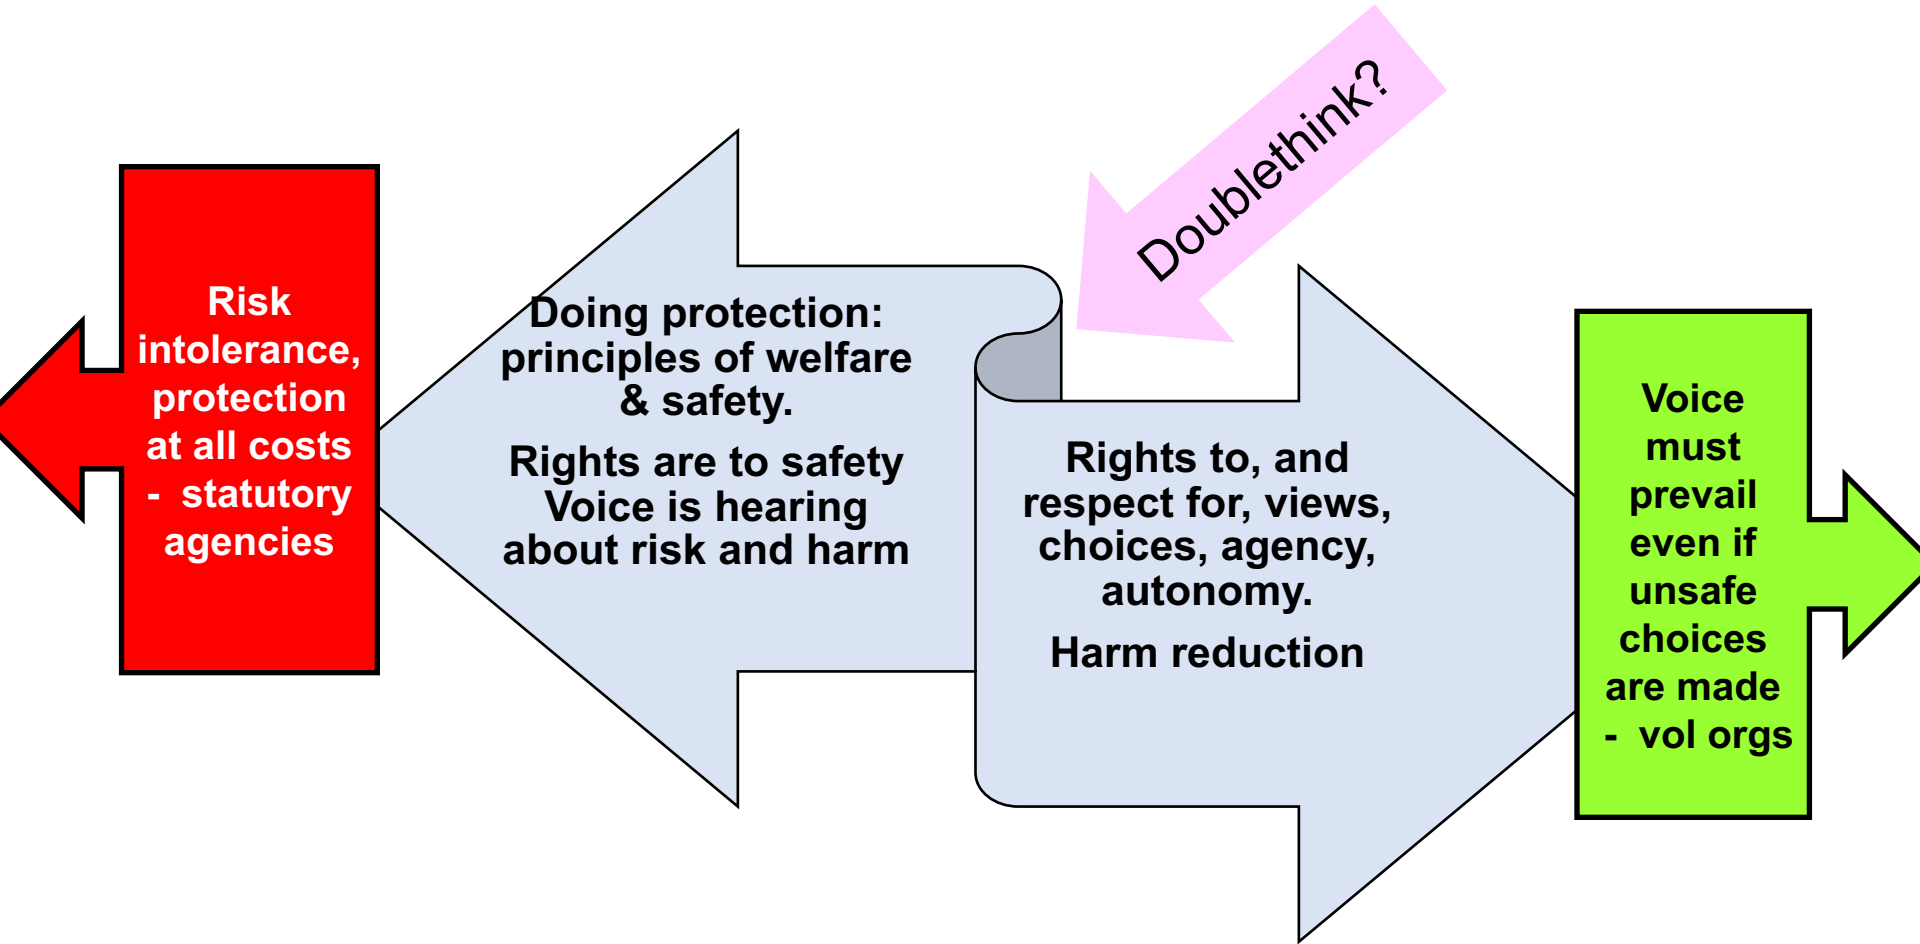 Doublethink?
Risk
intolerance,
protection
at all costs
- statutory
agencies
Doing protection:
principles of welfare
& safety.
Rights are to safety
Voice is hearing
about risk and harm
Rights to, and
respect for, views,
choices, agency,
autonomy.
Harm reduction
Voice
must
prevail
even if
unsafe
choices
are made
- vol orgs